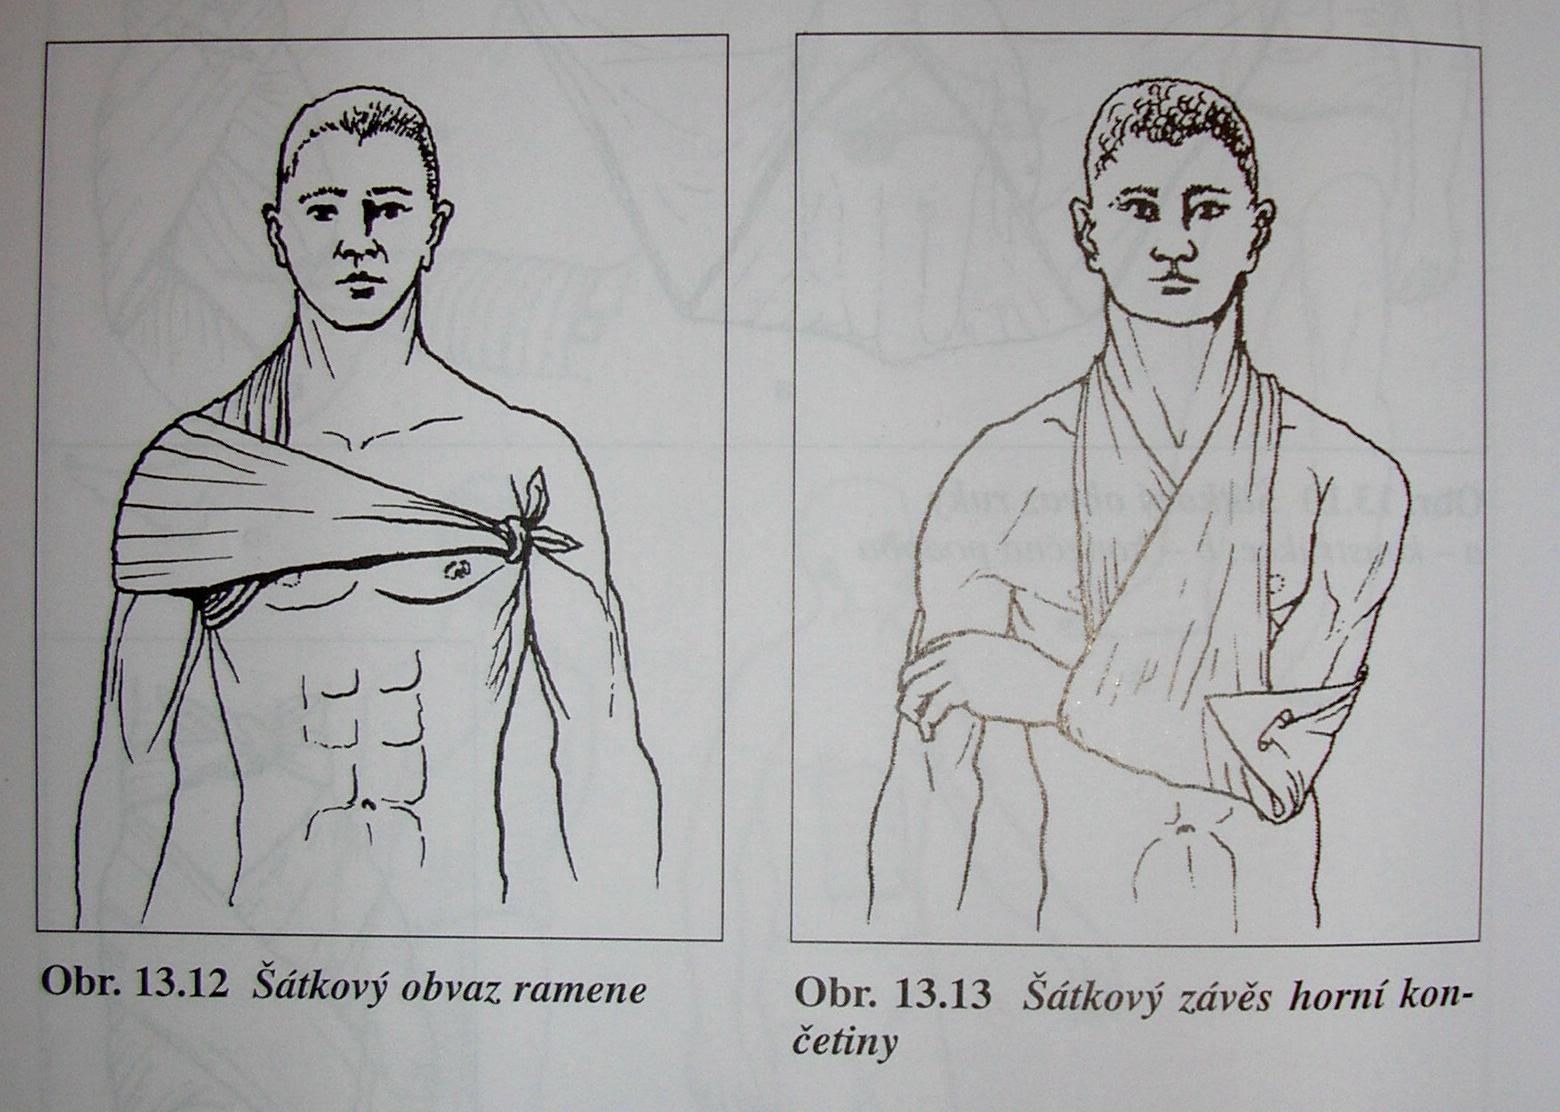 Obr. 13.12 Šátkový obvaz ramene
Obr. 13.13 Šátkový závěs horní kon-
četiny